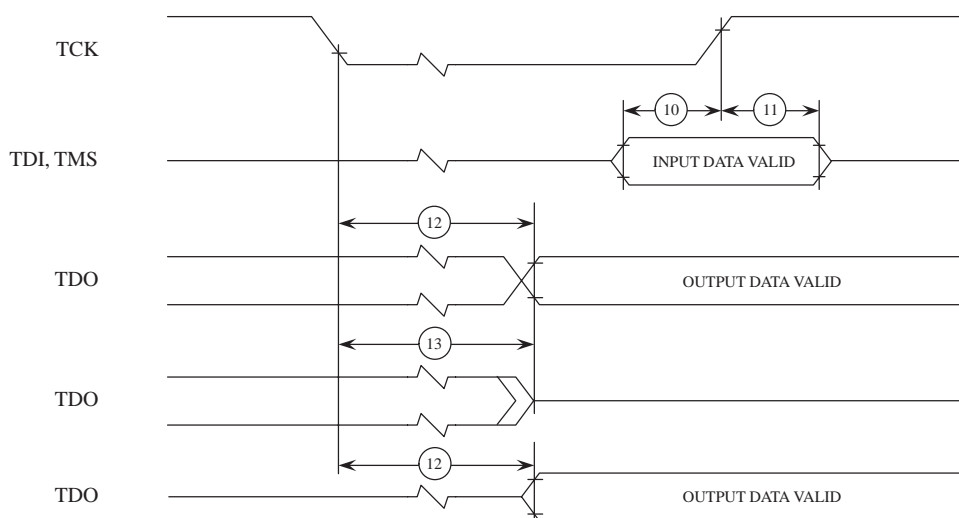 TCK
10
11
TDI, TMS
INPUT DATA VALID
12
TDO
OUTPUT DATA VALID
13
TDO
12
TDO
OUTPUT DATA VALID